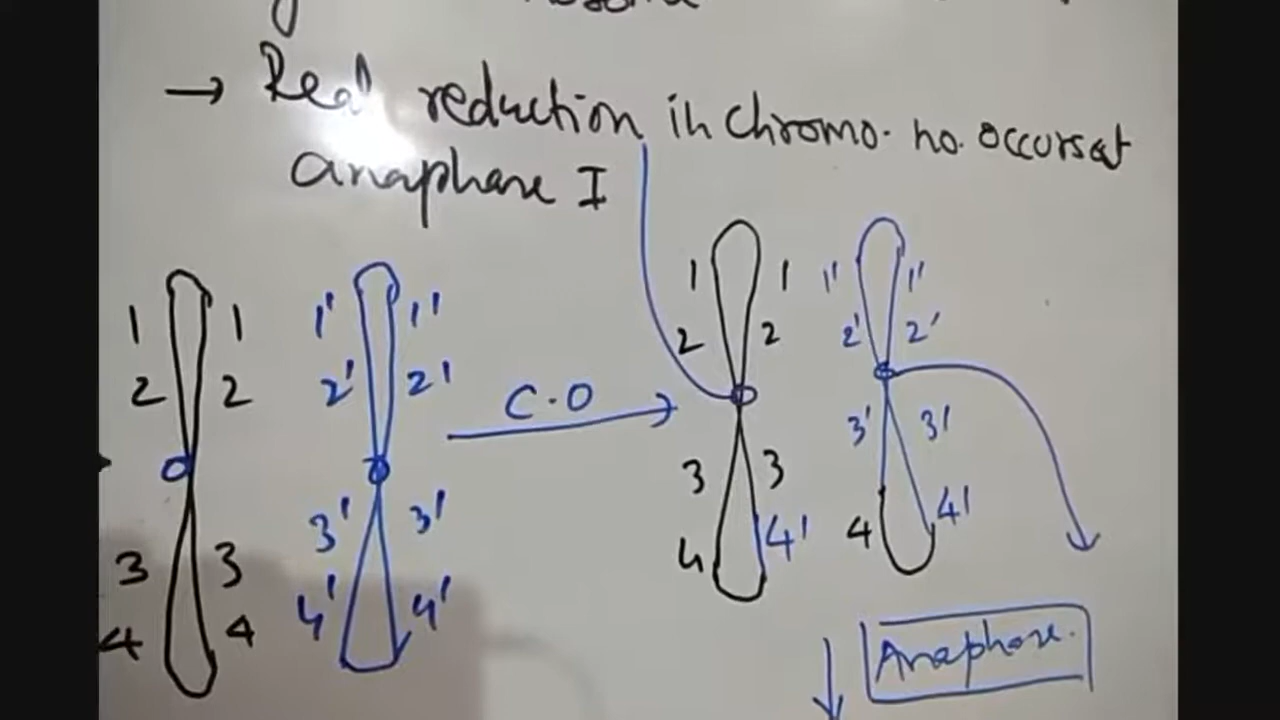 → Real reduction in chromo. no. occurs at
anaphase I
1 1 1' 1' 1 1 1' 1'
2 2 2' 2' 2 2 2' 2'
C.O
3 3 3' 3' 3 3 3' 3'
4 4 4' 4' 4 4' 4 4'
Anaphase.